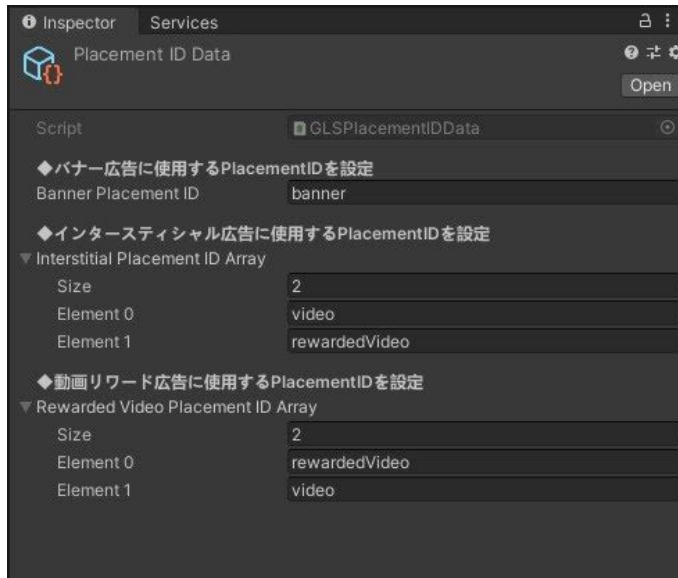 Inspector Services
Placement ID Data
Open
Script GLSPlacementIDData
◆バナー広告に使用するPlacementIDを設定
Banner Placement ID banner
◆インタースティシャル広告に使用するPlacementIDを設定
Interstitial Placement ID Array
Size 2
Element 0 video
Element 1 rewardedVideo
◆動画リワード広告に使用するPlacementIDを設定
Rewarded Video Placement ID Array
Size 2
Element 0 rewardedVideo
Element 1 video